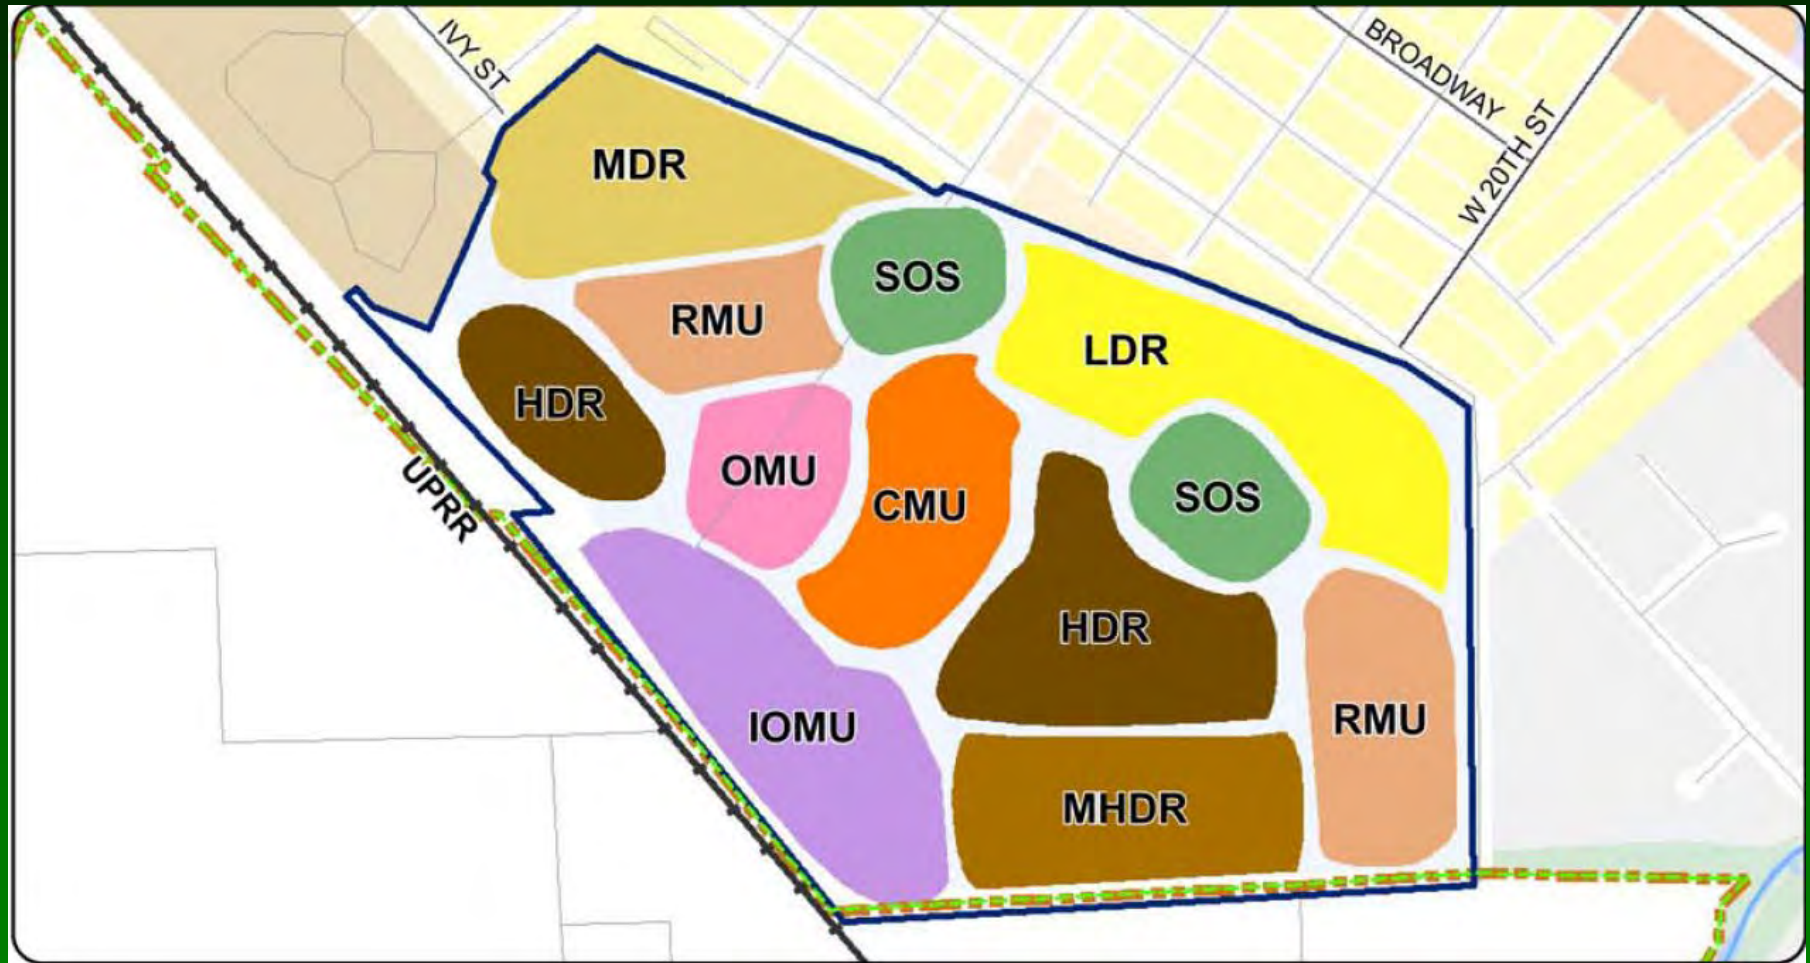 IVY ST
BROADWAY
W 20TH ST
MDR
SOS
RMU
LDR
HDR
OMU
CMU
SOS
UPRR
HDR
IOMU
RMU
MHDR